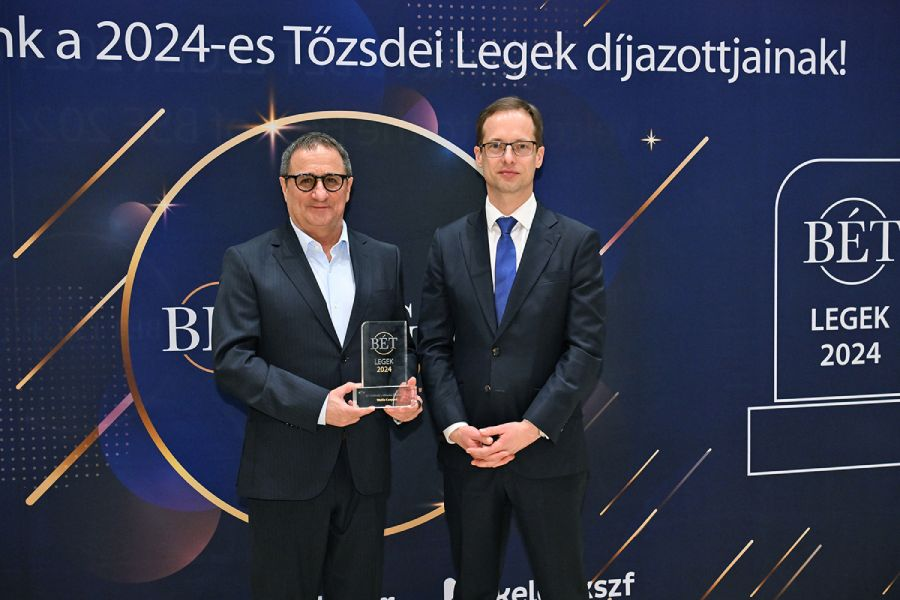 nk a 2024-es Tőzsdei Legek díjazottjainak!
BÉT
LEGEK
2024
BÉT
LEGEK
2024